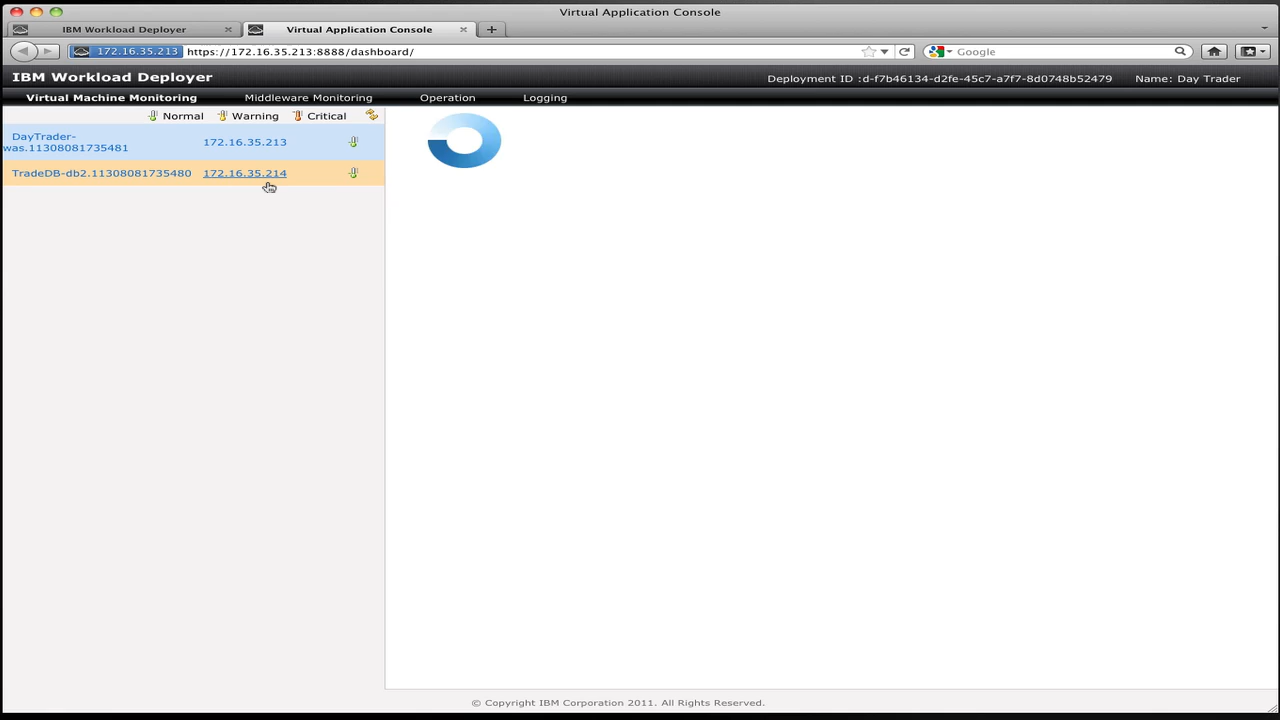 Virtual Application Console
IBM Workload Deployer
Virtual Application Console
172.16.35.213
https://172.16.35.213:8888/dashboard/
Google
IBM Workload Deployer
Deployment ID :d-f7b46134-d2fe-45c7-a7f7-8d0748b52479
Name: Day Trader
Virtual Machine Monitoring
Middleware Monitoring
Operation
Logging
Normal
Warning
Critical
DayTrader-
was.11308081735481
172.16.35.213
TradeDB-db2.11308081735480
172.16.35.214
© Copyright IBM Corporation 2011. All Rights Reserved.